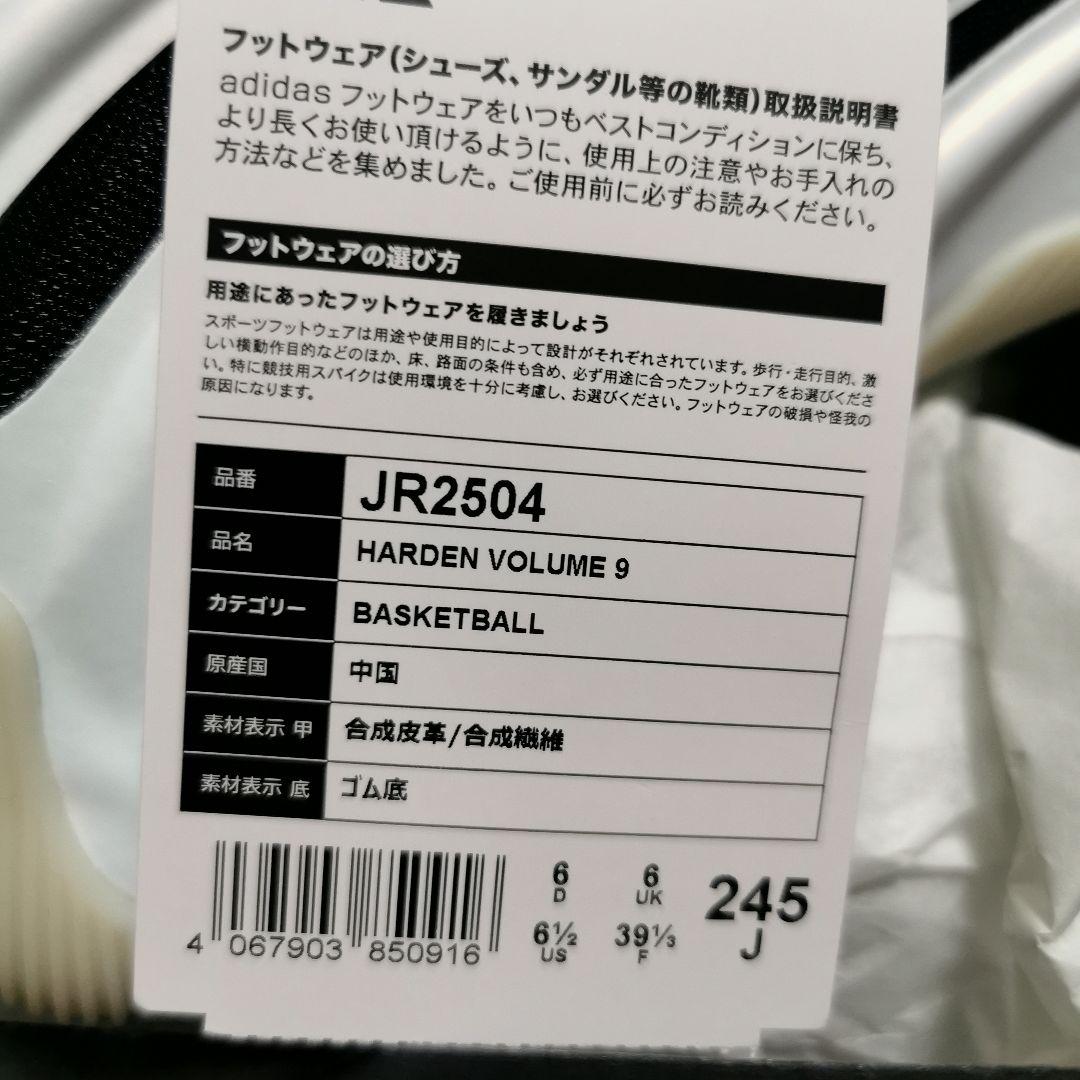 フットウェア(シューズ、サンダル等の靴類)取扱説明書
adidas フットウェアをいつもベストコンディションに保ち、
より長くお使い頂けるように、使用上の注意やお手入れの
方法などを集めました。ご使用前に必ずお読みください。
フットウェアの選び方
用途にあったフットウェアを履きましょう
スポーツフットウェアは用途や使用目的によって設計がそれぞれされています。歩行・走行目的、激
しい横動作目的などのほか、床、路面の条件も含め、必ず用途に合ったフットウェアをお選びくださ
い。特に競技用スパイクは使用環境を十分に考慮し、お選びください。フットウェアの破損や怪我の
原因になります。
品番 JR2504
品名 HARDEN VOLUME 9
カテゴリー BASKETBALL
原産国 中国
素材表示 甲 合成皮革/合成繊維
素材表示 底 ゴム底
6 6 245
D UK J
6½ 39⅓
US F
4 067903 850916